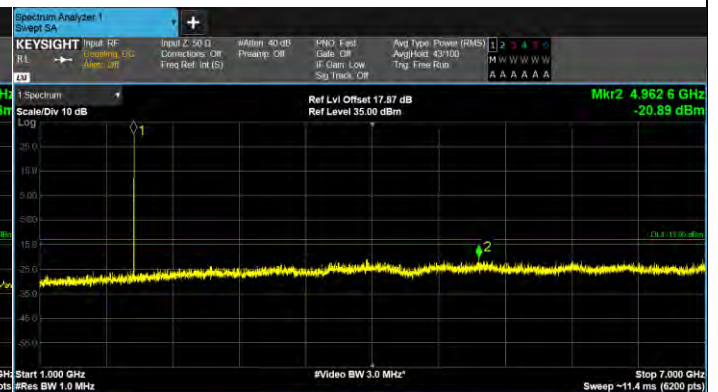 Spectrum Analyzer 1
Swept SA
+
KEYSIGHT Input: RF Input Z: 50 Ω #Atten: 40 dB PNO: Fast Avg Type: Power (RMS) 1 2 3 4 5 6
RL Coupling: DC Corrections: Off Preamp: Off Gate: Off Avg|Hold: 43/100 M W W W W W
Align: Off Freq Ref: Int (S) IF Gain: Low Trig: Free Run A A A A A A
Sig Track: Off
LW
1 Spectrum
Scale/Div 10 dB
Ref Lvl Offset 17.87 dB
Ref Level 35.00 dBm
Mkr2 4.962 6 GHz
-20.89 dBm
Log
1
25.0
15.0
5.00
-5.00
DL1 -13.00 dBm
-15.0
2
-25.0
-35.0
-45.0
-55.0
Start 1.000 GHz #Video BW 3.0 MHz* Stop 7.000 GHz
#Res BW 1.0 MHz Sweep ~11.4 ms (6200 pts)